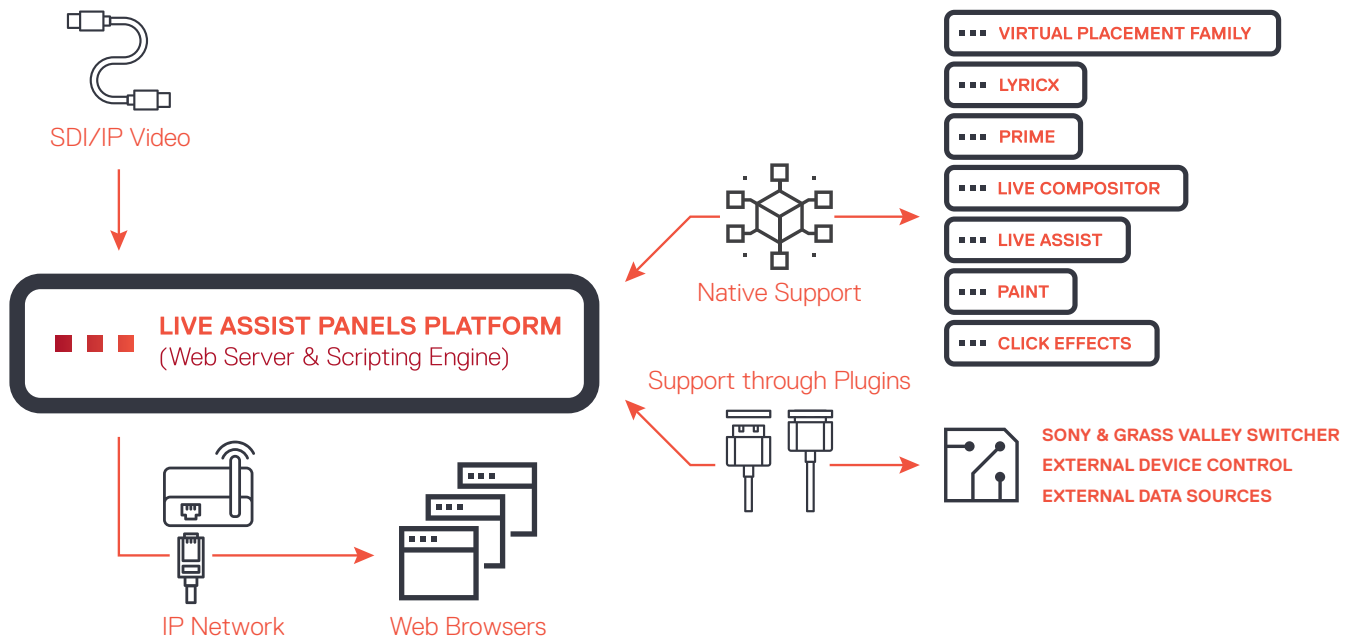 SDI/IP Video
LIVE ASSIST PANELS PLATFORM
(Web Server & Scripting Engine)
IP Network
Web Browsers
Native Support
VIRTUAL PLACEMENT FAMILY
LYRICX
PRIME
LIVE COMPOSITOR
LIVE ASSIST
PAINT
CLICK EFFECTS
Support through Plugins
SONY & GRASS VALLEY SWITCHER
EXTERNAL DEVICE CONTROL
EXTERNAL DATA SOURCES